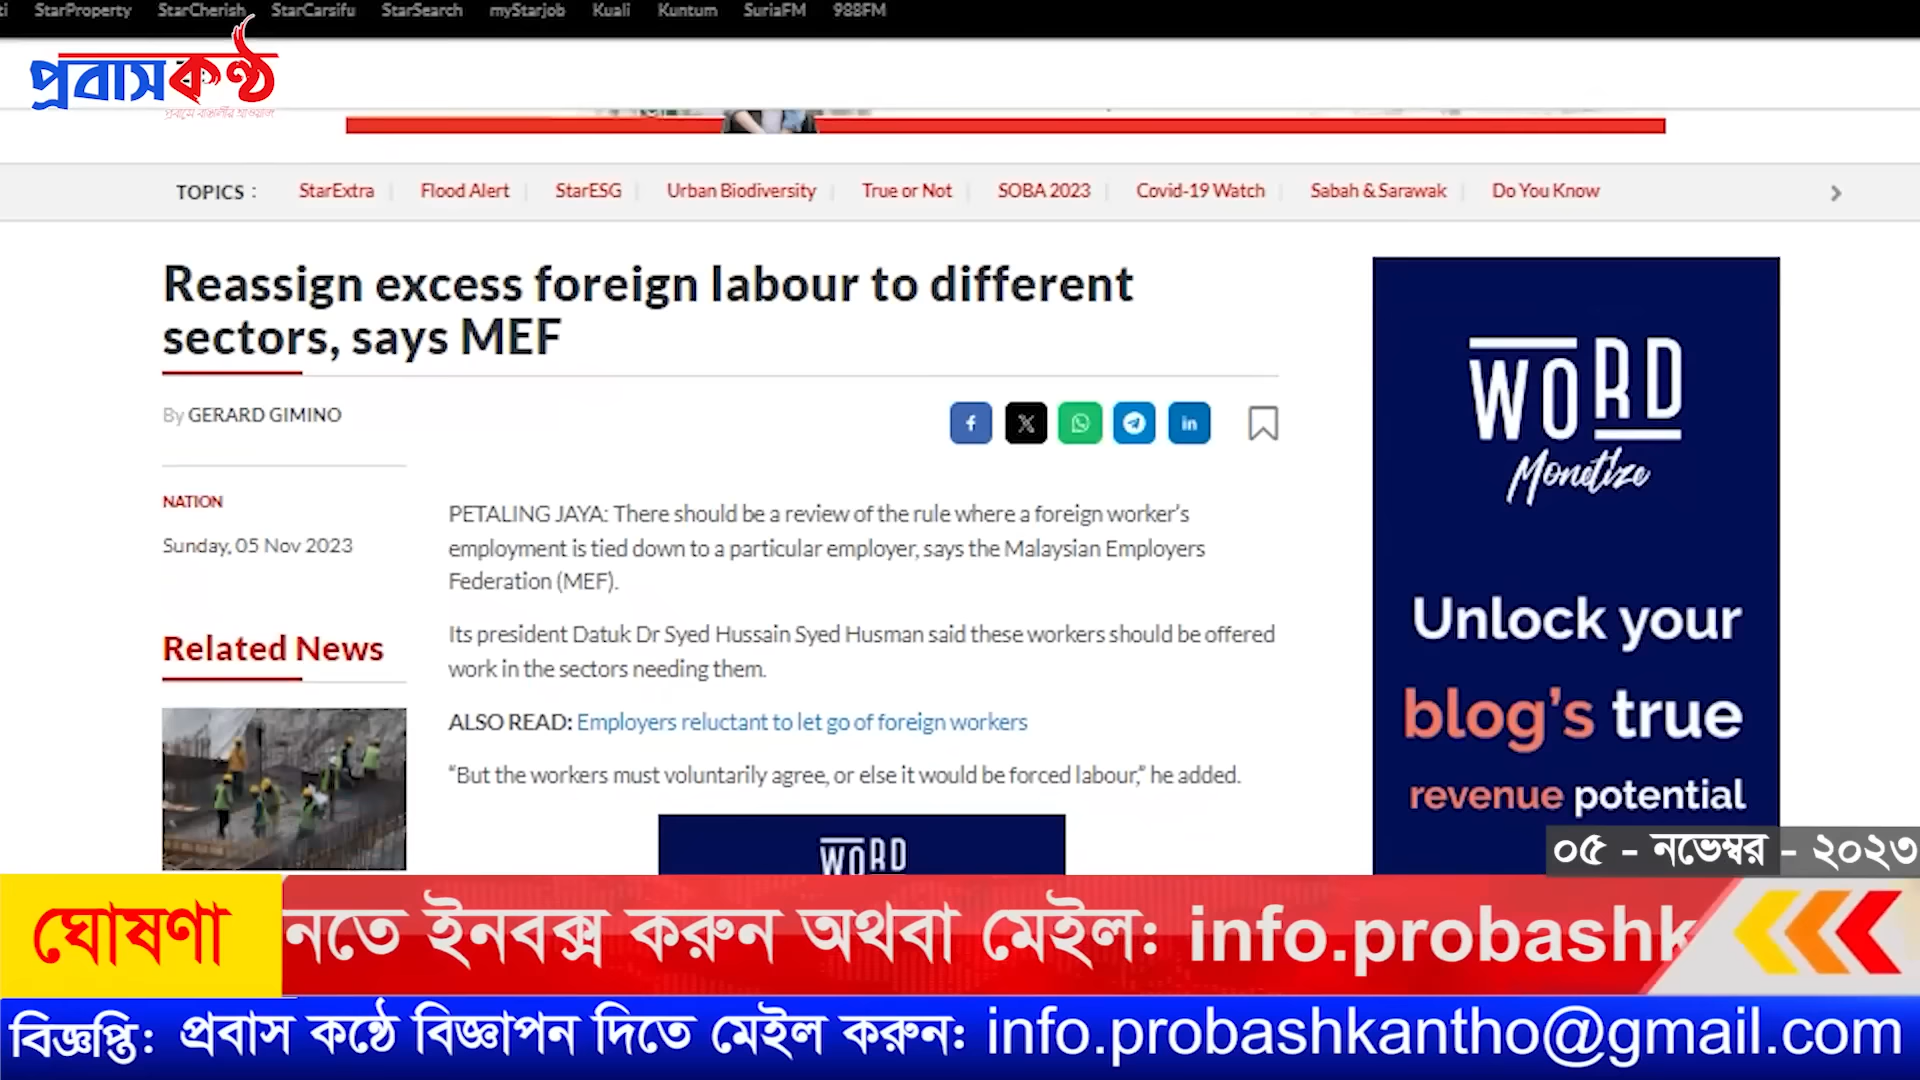 StarProperty StarCherish StarCarsifu StarSearch myStarjob Kuali Kuntum SuriaFM 988FM
প্রবাসকণ্ঠ
TOPICS : StarExtra Flood Alert StarESG Urban Biodiversity True or Not SOBA 2023 Covid-19 Watch Sabah & Sarawak Do You Know
Reassign excess foreign labour to different
sectors, says MEF
By GERARD GIMINO
NATION
Sunday, 05 Nov 2023
Related News
PETALING JAYA: There should be a review of the rule where a foreign worker’s
employment is tied down to a particular employer, says the Malaysian Employers
Federation (MEF).
Its president Datuk Dr Syed Hussain Syed Husman said these workers should be offered
work in the sectors needing them.
ALSO READ: Employers reluctant to let go of foreign workers
“But the workers must voluntarily agree, or else it would be forced labour,” he added.
WORD
WORD
Monetize
Unlock your
blog’s true
revenue potential
০৫ - নভেম্বর - ২০২৩
ঘোষণা
নতে ইনবক্স করুন অথবা মেইল: info.probashk
বিজ্ঞপ্তি: প্রবাস কন্ঠে বিজ্ঞাপন দিতে মেইল করুন: info.probashkantho@gmail.com